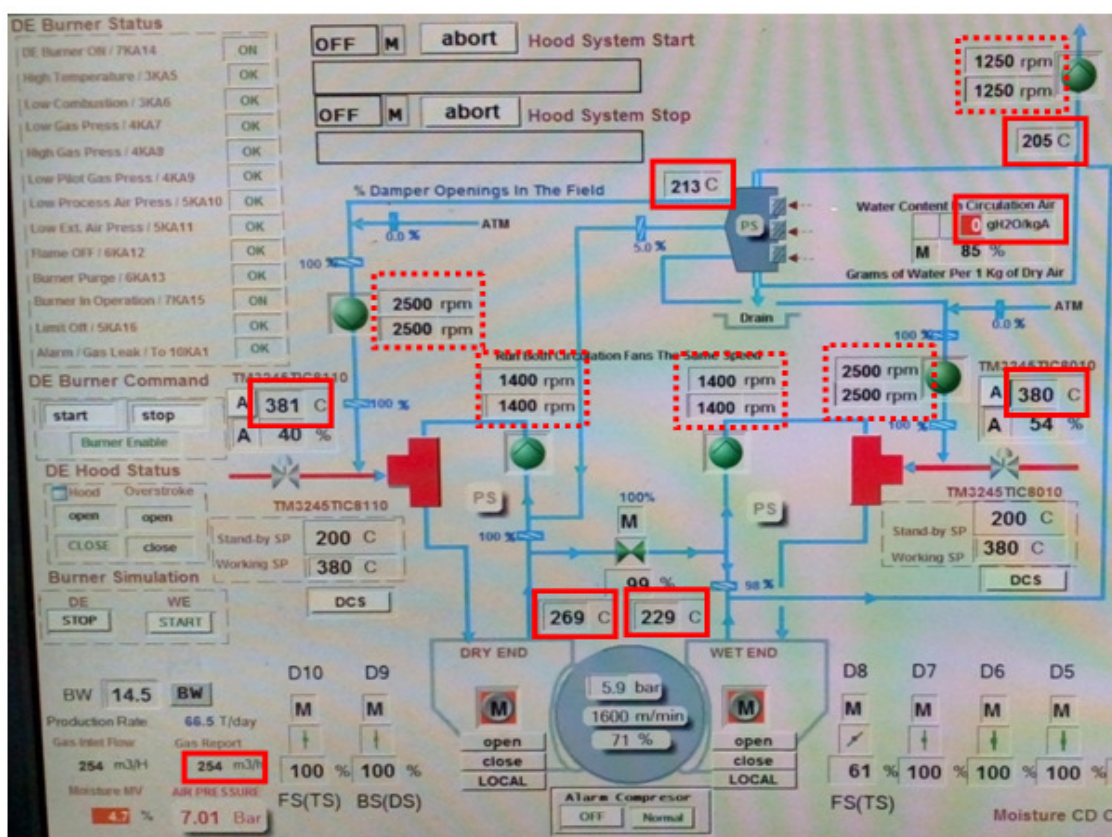 DE Burner Status
DE Burner ON / 7KA14 ON
High Temperature / 3KA5 OK
Low Combustion / 3KA6 OK
Low Gas Press / 4KA7 OK
High Gas Press / 4KA8 OK
Low Pilot Gas Press / 4KA9 OK
Low Process Air Press / 5KA10 OK
Low Ext. Air Press / 5KA11 OK
Flame OFF / 6KA12 OK
Burner Purge / 6KA13 OK
Burner In Operation / 7KA15 ON
Limit Off / 5KA16 OK
Alarm / Gas Leak / To 10KA1 OK
OFF M abort Hood System Start
OFF M abort Hood System Stop
1250 rpm
1250 rpm
205 C
213 C
% Damper Openings In The Field
ATM
0.0 %
5.0 %
PS
Water Content In Circulation Air
0 gH2O/kgA
M 85 %
Grams of Water Per 1 Kg of Dry Air
100 %
2500 rpm
2500 rpm
Drain
ATM
0.0 %
100 %
Run Both Circulation Fans The Same Speed
1400 rpm
1400 rpm
1400 rpm
1400 rpm
2500 rpm
2500 rpm
DE Burner Command
start stop
Burner Enable
TM3245TIC8110
A 381 C
A 40 %
100 %
TM3245TIC8010
A 380 C
A 54 %
100 %
DE Hood Status
Hood Overstroke
open open
CLOSE close
TM3245TIC8110
Stand-by SP 200 C
Working SP 380 C
DCS
PS
100 %
100%
M
99 %
PS
98 %
TM3245TIC8010
Stand-by SP 200 C
Working SP 380 C
DCS
Burner Simulation
DE WE
STOP START
269 C
229 C
DRY END
WET END
M
open
close
LOCAL
5.9 bar
1600 m/min
71 %
M
open
close
LOCAL
Alarm Compresor
OFF Normal
BW 14.5 BW
Production Rate 66.5 T/day
Gas Inlet Flow Gas Report
254 m3/H 254 m3/h
Moisture MV AIR PRESSURE
4.7 % 7.01 Bar
D10 D9
M M
100 % 100 %
FS(TS) BS(DS)
D8 D7 D6 D5
M M M M
61 % 100 % 100 % 100 %
FS(TS)
Moisture CD C